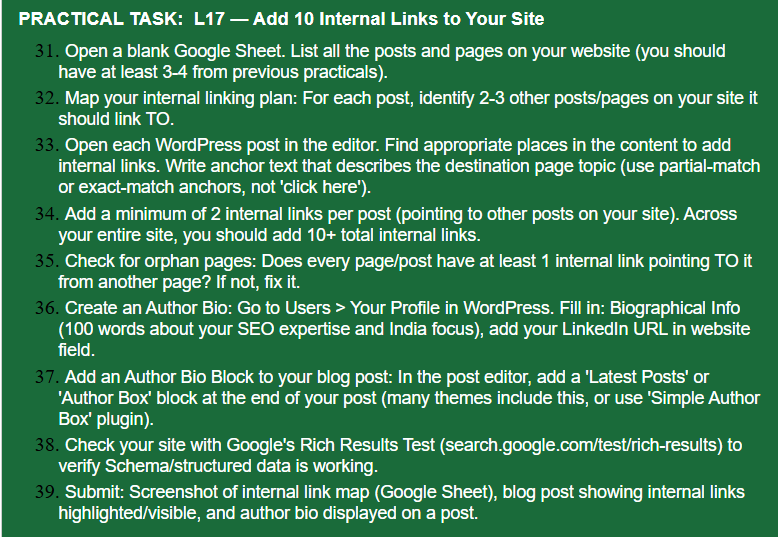 PRACTICAL TASK:  L17 — Add 10 Internal Links to Your Site
31. Open a blank Google Sheet. List all the posts and pages on your website (you should
have at least 3-4 from previous practicals).
32. Map your internal linking plan: For each post, identify 2-3 other posts/pages on your site it
should link TO.
33. Open each WordPress post in the editor. Find appropriate places in the content to add
internal links. Write anchor text that describes the destination page topic (use partial-match
or exact-match anchors, not 'click here').
34. Add a minimum of 2 internal links per post (pointing to other posts on your site). Across
your entire site, you should add 10+ total internal links.
35. Check for orphan pages: Does every page/post have at least 1 internal link pointing TO it
from another page? If not, fix it.
36. Create an Author Bio: Go to Users > Your Profile in WordPress. Fill in: Biographical Info
(100 words about your SEO expertise and India focus), add your LinkedIn URL in website
field.
37. Add an Author Bio Block to your blog post: In the post editor, add a 'Latest Posts' or
'Author Box' block at the end of your post (many themes include this, or use 'Simple Author
Box' plugin).
38. Check your site with Google's Rich Results Test (search.google.com/test/rich-results) to
verify Schema/structured data is working.
39. Submit: Screenshot of internal link map (Google Sheet), blog post showing internal links
highlighted/visible, and author bio displayed on a post.